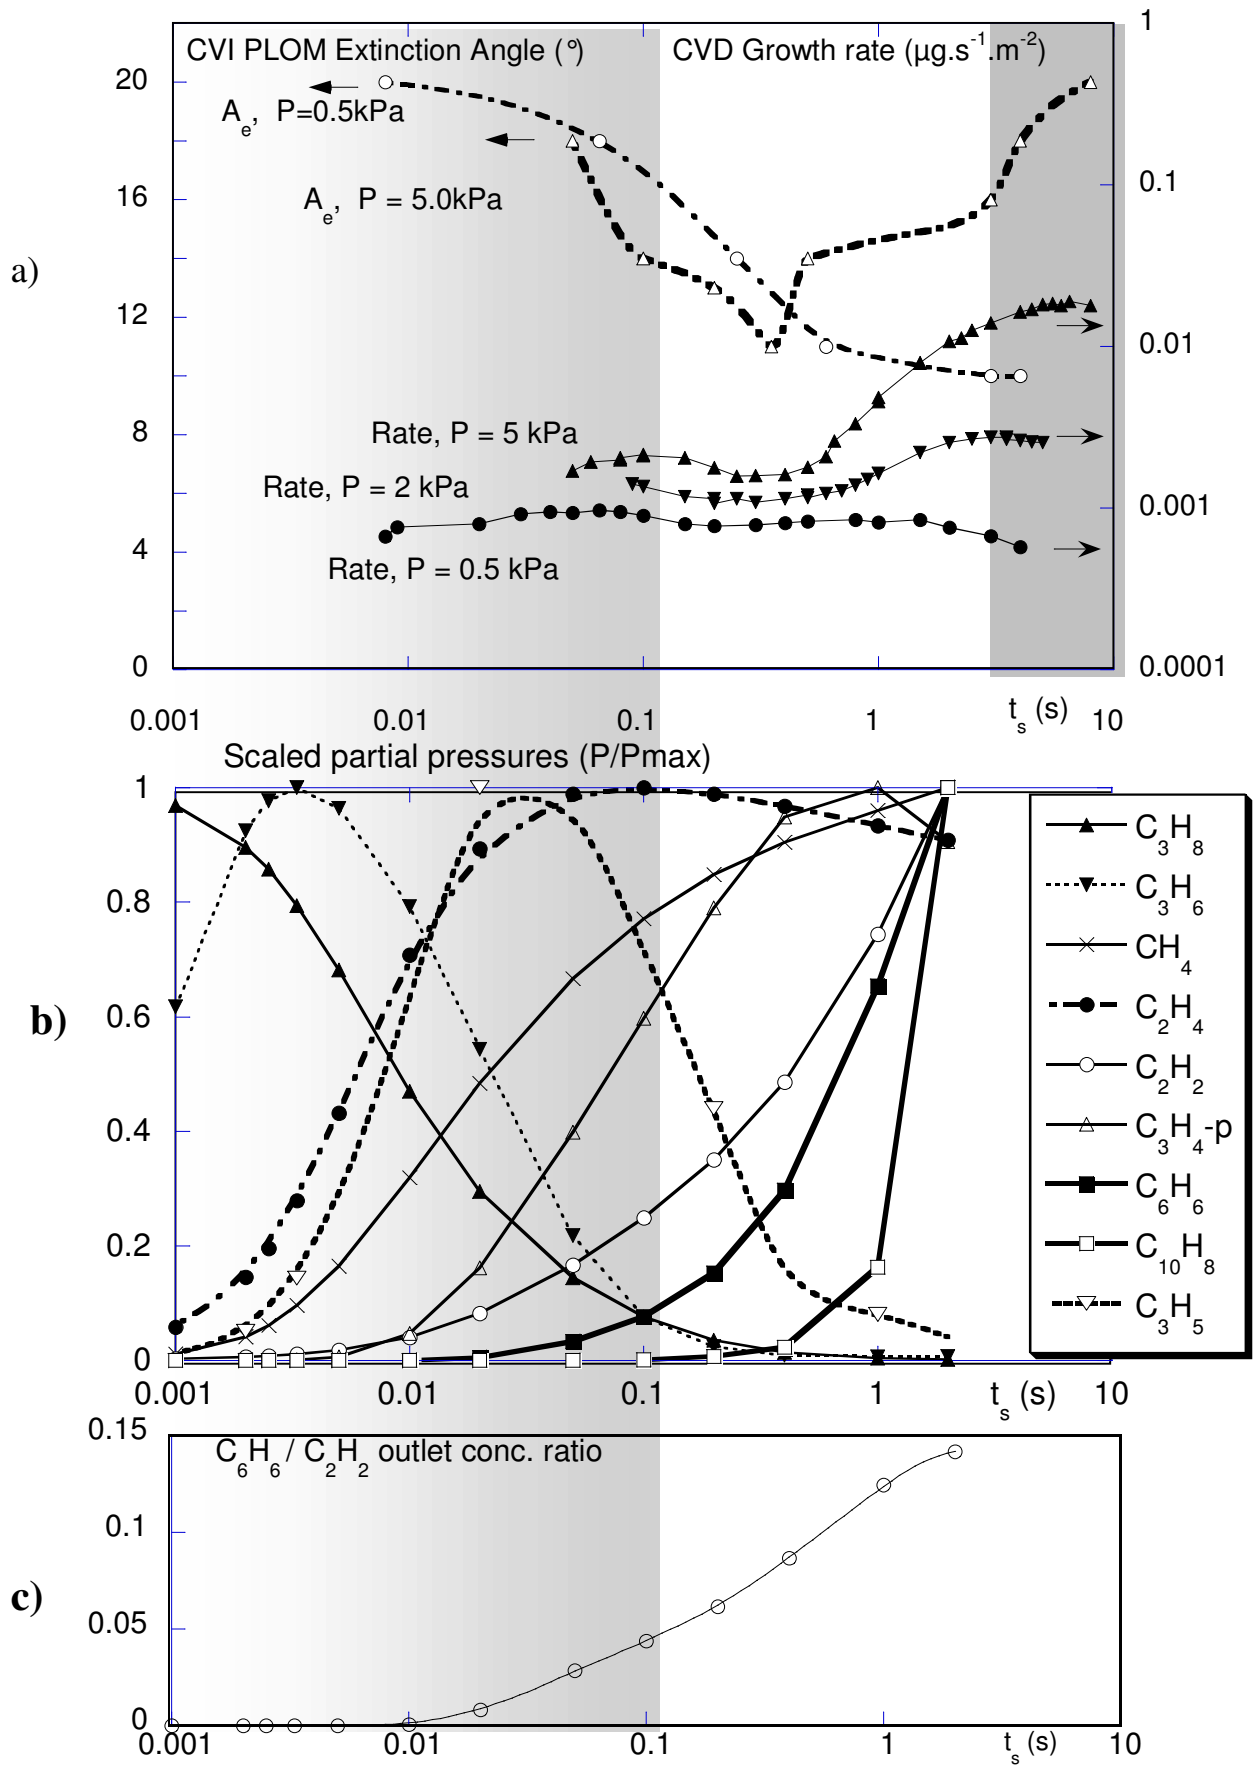 CVI PLOM Extinction Angle (°)
CVD Growth rate (µg.s⁻¹.m⁻²)
1
20
Aₑ, P=0.5kPa
16
Aₑ, P = 5.0kPa
0.1
a)
12
0.01
8
Rate, P = 5 kPa
Rate, P = 2 kPa
0.001
4
Rate, P = 0.5 kPa
0
0.0001
0.001
0.01
0.1
1
tₛ (s)
10
Scaled partial pressures (P/Pmax)
1
0.8
0.6
0.4
0.2
0
b)
C₃H₈
C₃H₆
CH₄
C₂H₄
C₂H₂
C₃H₄-p
C₆H₆
C₁₀H₈
C₃H₅
0.001
0.01
0.1
1
tₛ (s)
10
0.15
C₆H₆ / C₂H₂ outlet conc. ratio
0.1
c)
0.05
0
0.001
0.01
0.1
1
tₛ (s)
10